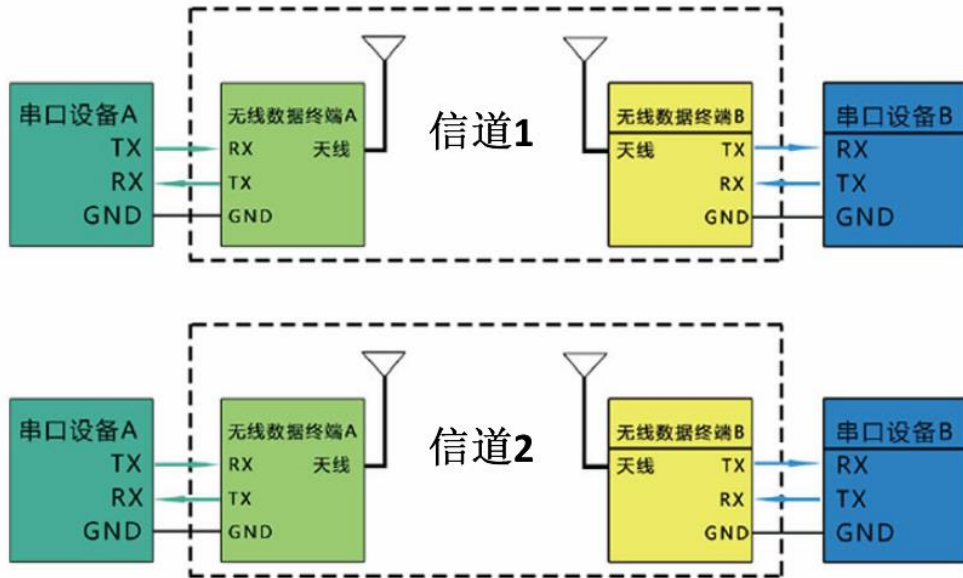 串口设备A
TX
RX
GND
无线数据终端A
RX 天线
TX
GND
信道1
无线数据终端B
天线 TX
RX
GND
串口设备B
RX
TX
GND
串口设备A
TX
RX
GND
无线数据终端A
RX 天线
TX
GND
信道2
无线数据终端B
天线 TX
RX
GND
串口设备B
RX
TX
GND